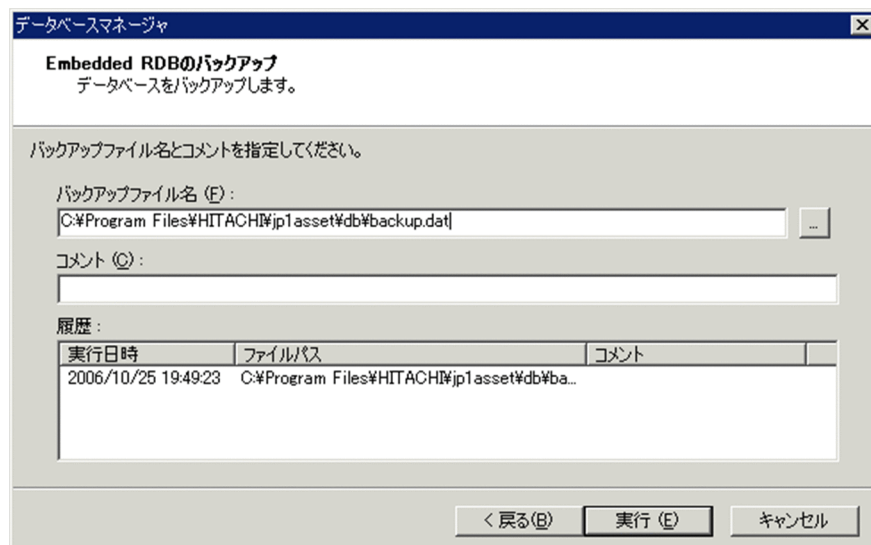 データベースマネージャ
Embedded RDBのバックアップ
データベースをバックアップします。
バックアップファイル名とコメントを指定してください。
バックアップファイル名 (F) :
C:¥Program Files¥HITACHI¥jp1asset¥db¥backup.dat
...
コメント (C) :
履歴 :
実行日時 ファイルパス コメント
2006/10/25 19:49:23 C:¥Program Files¥HITACHI¥jp1asset¥db¥ba...
< 戻る(B) 実行 (E) キャンセル